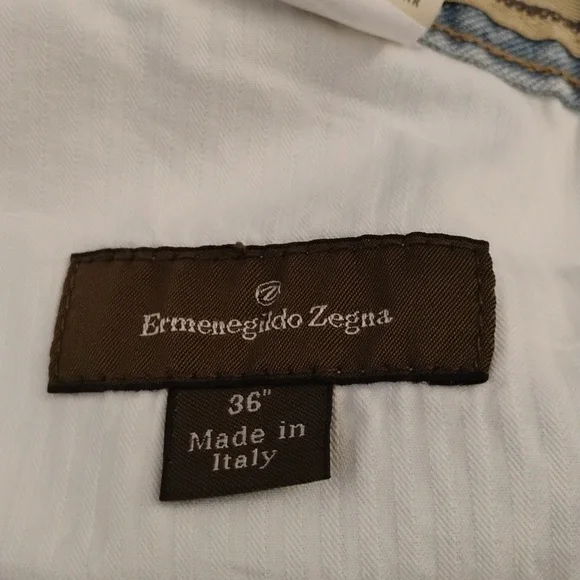 Ermenegildo Zegna
36"
Made in
Italy